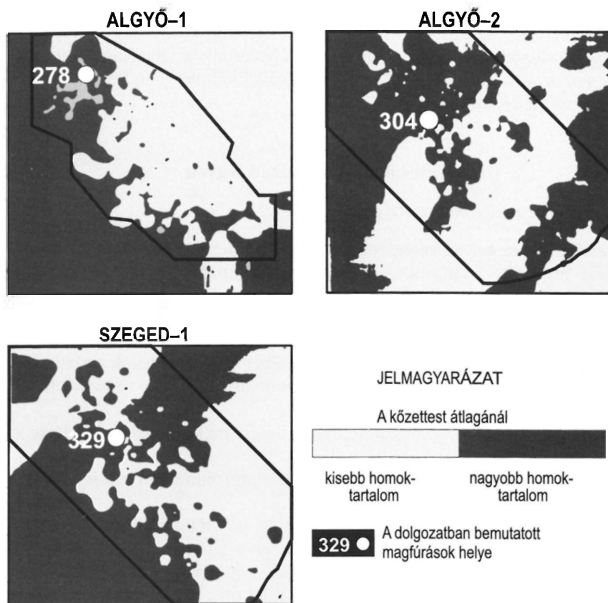 ALGYŐ–1
ALGYŐ–2
278
304
SZEGED–1
329
JELMAGYARÁZAT
A kőzettest átlagánál
kisebb homok-
tartalom
nagyobb homok-
tartalom
329
A dolgozatban bemutatott
magfúrások helye